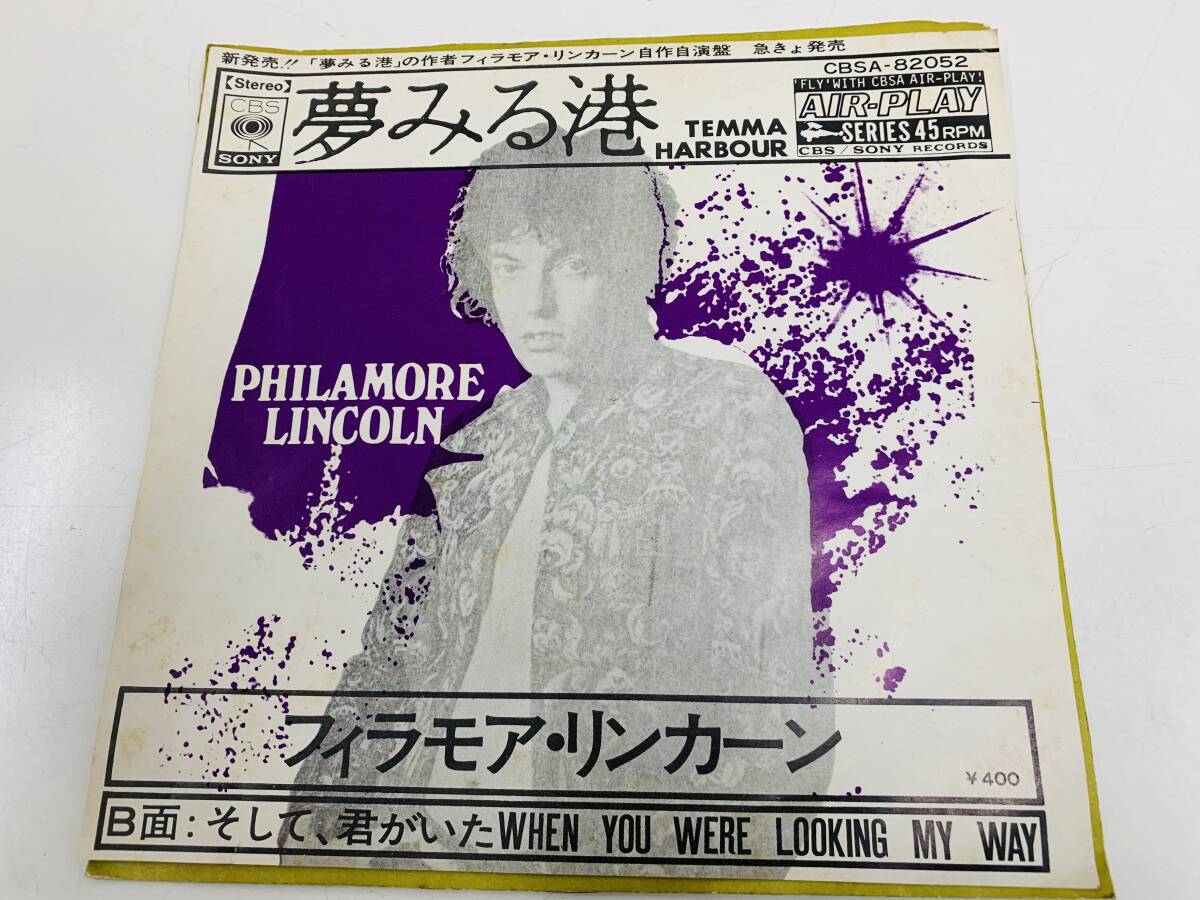 新発売!!「夢みる港」の作者フィラモア・リンカーン自作自演盤 急きょ発売
CBSA-82052
【Stereo】
CBS
SONY
夢みる港
TEMMA
HARBOUR
'FLY' WITH CBSA AIR-PLAY!
AIR-PLAY
SERIES 45 RPM
CBS / SONY RECORDS
PHILAMORE
LINCOLN
フィラモア・リンカーン
¥400
B面:そして、君がいた WHEN YOU WERE LOOKING MY WAY